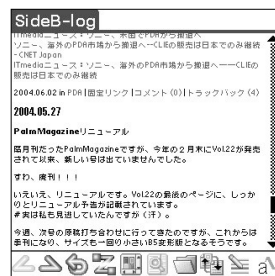 SideB-log
ITmediaニュース：ソニー、米国でPDAから撤退へ
ソニー、海外のPDA市場から撤退へ--CLIEの販売は日本でのみ継続
-CNET Japan
ITmediaニュース：ソニー、海外のPDA市場から撤退へ――CLIEの
販売は日本でのみ継続
2004.06.02 in PDA | 固定リンク | コメント (0) | トラックバック (4)
2004.05.27
PalmMagazineリニューアル
隔月刊だったPalmMagazineですが、今年の２月末にVol.22が発売
されて以来、新しい号は出ていませんでした。
すわ、廃刊！！！
いえいえ、リニューアルです。Vol.22の最後のページに、しっか
りとリニューアル予告が記載されています。
＃実は私も見逃していたんですが（汗）。
今週、次号の原稿打ち合わせに行ってきたのですが、これからは
季刊になり、サイズも一回り小さいB5変形版となるそうです。
a